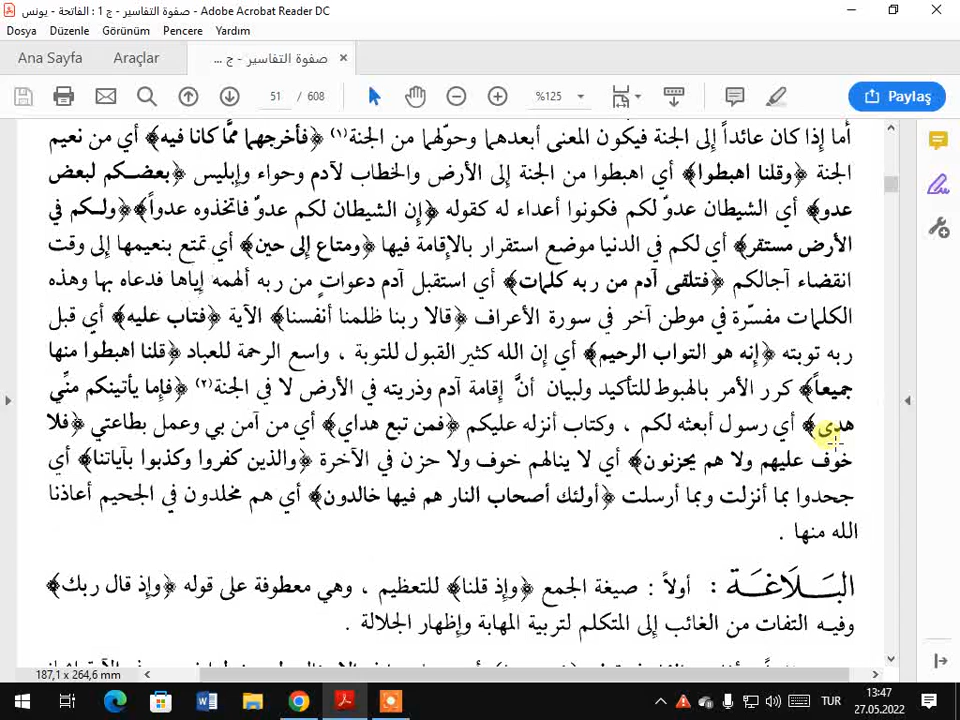 صفوة التفاسير - ج 1 : الفاتحة - يونس - Adobe Acrobat Reader DC
Dosya Düzenle Görünüm Pencere Yardım
Ana Sayfa Araçlar صفوة التفاسير - ج ...
51 / 608 %125 Paylaş
أما إذا كان عائداً إلى الجنة فيكون المعنى أبعدهما وحوّلهما من الجنة(١) ﴿فأخرجهما ممَّا كانا فيه﴾ أي من نعيم
الجنة ﴿وقلنا اهبطوا﴾ أي اهبطوا من الجنة إلى الأرض والخطاب لآدم وحواء وإبليس ﴿بعضكم لبعض
عدو﴾ أي الشيطان عدوّ لكم فكونوا أعداء له كقوله ﴿إن الشيطان لكم عدوٌ فاتخذوه عدواً﴾ ﴿ولكم في
الأرض مستقر﴾ أي لكم في الدنيا موضع استقرار بالإقامة فيها ﴿ومتاع إلى حين﴾ أي تمتع بنعيمها إلى وقت
انقضاء آجالكم ﴿فتلقى آدم من ربه كلمات﴾ أي استقبل آدم دعواتٍ من ربه ألهمه إياها فدعاه بها وهذه
الكلمات مفسّرة في موطن آخر في سورة الأعراف ﴿قالا ربنا ظلمنا أنفسنا﴾ الآية ﴿فتاب عليه﴾ أي قبل
ربه توبته ﴿إنه هو التواب الرحيم﴾ أي إن الله كثير القبول للتوبة ، واسع الرحمة للعباد ﴿قلنا اهبطوا منها
جميعاً﴾ كرر الأمر بالهبوط للتأكيد ولبيان أنَّ إقامة آدم وذريته في الأرض لا في الجنة(٢) ﴿فإما يأتينكم منِّي
هدى﴾ أي رسول أبعثه لكم ، وكتاب أنزله عليكم ﴿فمن تبع هداي﴾ أي من آمن بي وعمل بطاعتي ﴿فلا
خوف عليهم ولا هم يحزنون﴾ أي لا ينالهم خوف ولا حزن في الآخرة ﴿والذين كفروا وكذبوا بآياتنا﴾ أي
جحدوا بما أنزلت وبما أرسلت ﴿أولئك أصحاب النار هم فيها خالدون﴾ أي هم مخلدون في الجحيم أعاذنا
الله منها .
البَلاَغَة : أولاً : صيغة الجمع ﴿وإذ قلنا﴾ للتعظيم ، وهي معطوفة على قوله ﴿وإذ قال ربك﴾
وفيه التفات من الغائب إلى المتكلم لتربية المهابة وإظهار الجلالة .
187,1 x 264,6 mm
TUR 13:47
27.05.2022